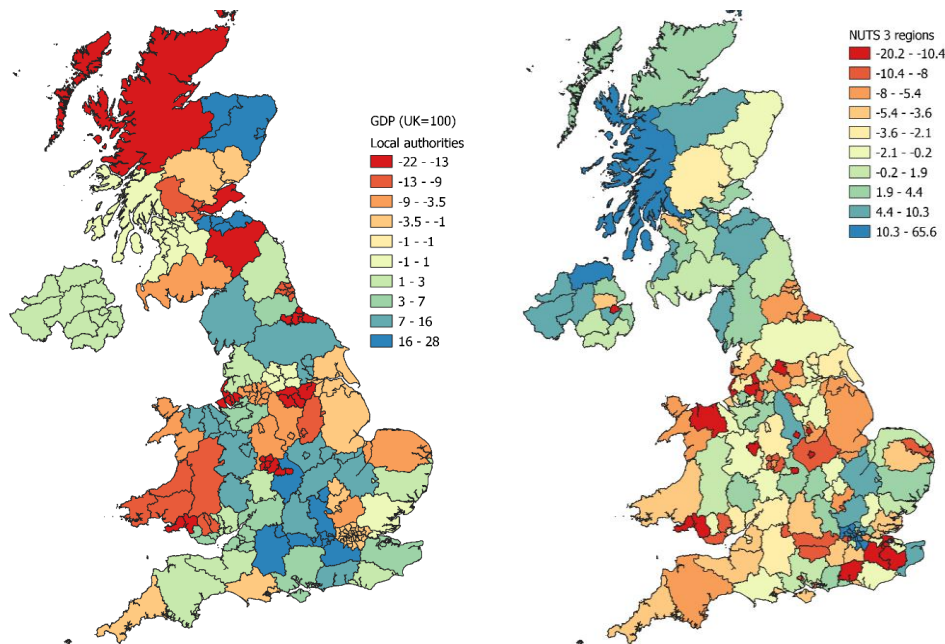 GDP (UK=100)
Local authorities
-22 - -13
-13 - -9
-9 - -3.5
-3.5 - -1
-1 - -1
-1 - 1
1 - 3
3 - 7
7 - 16
16 - 28
NUTS 3 regions
-20.2 - -10.4
-10.4 - -8
-8 - -5.4
-5.4 - -3.6
-3.6 - -2.1
-2.1 - -0.2
-0.2 - 1.9
1.9 - 4.4
4.4 - 10.3
10.3 - 65.6